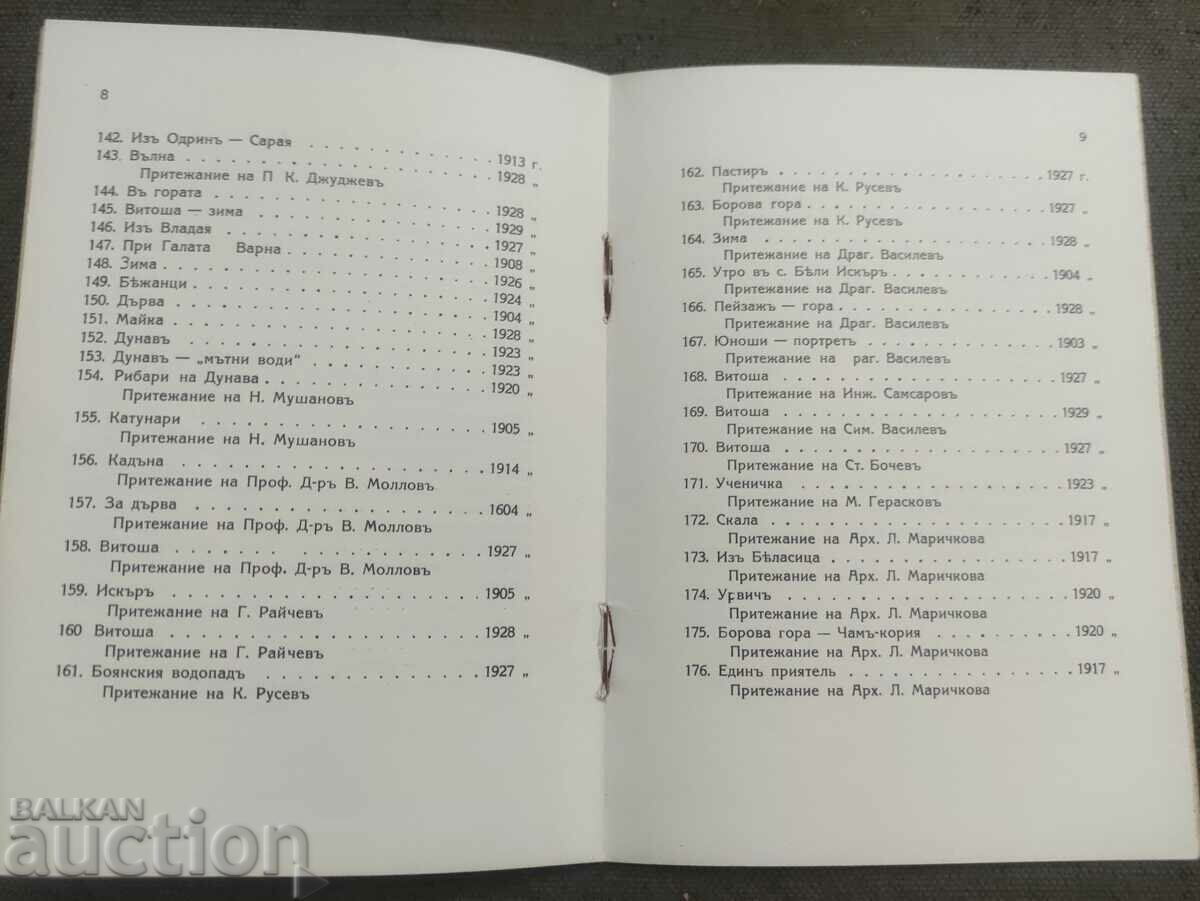 8
142. Изъ Одринъ — Сарая . . . . . . . . . . . . 1913 г.
143. Вълна . . . . . . . . . . . . . . . . . 1928 „
Притежание на П К. Джуджевъ
144. Въ гората . . . . . . . . . . . . . . . 1928 „
145. Витоша — зима . . . . . . . . . . . . . 1929 „
146. Изъ Владая . . . . . . . . . . . . . . 1927 „
147. При Галата Варна . . . . . . . . . . . . 1908 „
148. Зима . . . . . . . . . . . . . . . . . 1926 „
149. Бѣжанци . . . . . . . . . . . . . . . . 1924 „
150. Дърва . . . . . . . . . . . . . . . . . 1904 „
151. Майка . . . . . . . . . . . . . . . . . 1928 „
152. Дунавъ . . . . . . . . . . . . . . . . 1923 „
153. Дунавъ — „мътни води“ . . . . . . . . . . 1923 „
154. Рибари на Дунава . . . . . . . . . . . . 1920 „
Притежание на Н. Мушановъ
155. Катунари . . . . . . . . . . . . . . . 1905 „
Притежание на Н. Мушановъ
156. Кадъна . . . . . . . . . . . . . . . . 1914 „
Притежание на Проф. Д-ръ В. Молловъ
157. За дърва . . . . . . . . . . . . . . . 1604 „
Притежание на Проф. Д-ръ В. Молловъ
158. Витоша . . . . . . . . . . . . . . . . 1927 „
Притежание на Проф. Д-ръ В. Молловъ
159. Искъръ . . . . . . . . . . . . . . . . 1905 „
Притежание на Г. Райчевъ
160 Витоша . . . . . . . . . . . . . . . . 1928 „
Притежание на Г. Райчевъ
161. Боянския водопадъ . . . . . . . . . . . . 1927 „
Притежание на К. Русевъ
9
162. Пастиръ . . . . . . . . . . . . . . . . 1927 г.
Притежание на К. Русевъ
163. Борова гора . . . . . . . . . . . . . . 1927 „
Притежание на К. Русевъ
164. Зима . . . . . . . . . . . . . . . . . 1928 „
Притежание на Драг. Василевъ
165. Утро въ с. Бѣли Искъръ . . . . . . . . . 1904 „
Притежание на Драг. Василевъ
166. Пейзажъ — гора . . . . . . . . . . . . . 1928 „
Притежание на Драг. Василевъ
167. Юноши — портретъ . . . . . . . . . . . . 1903 „
Притежание на раг. Василевъ
168. Витоша . . . . . . . . . . . . . . . . 1927 „
Притежание на Инж. Самсаровъ
169. Витоша . . . . . . . . . . . . . . . . 1929 „
Притежание на Сим. Василевъ
170. Витоша . . . . . . . . . . . . . . . . 1927 „
Притежание на Ст. Бочевъ
171. Ученичка . . . . . . . . . . . . . . . 1923 „
Притежание на М. Герасковъ
172. Скала . . . . . . . . . . . . . . . . . 1917 „
Притежание на Арх. Л. Маричкова
173. Изъ Бѣласица . . . . . . . . . . . . . . 1917 „
Притежание на Арх. Л. Маричкова
174. Урвичъ . . . . . . . . . . . . . . . . 1920 „
Притежание на Арх. Л. Маричкова
175. Борова гора — Чамъ-кория . . . . . . . . 1920 „
Притежание на Арх. Л. Маричкова
176. Единъ приятель . . . . . . . . . . . . . 1917 „
Притежание на Арх. Л. Маричкова
BALKAN
auction